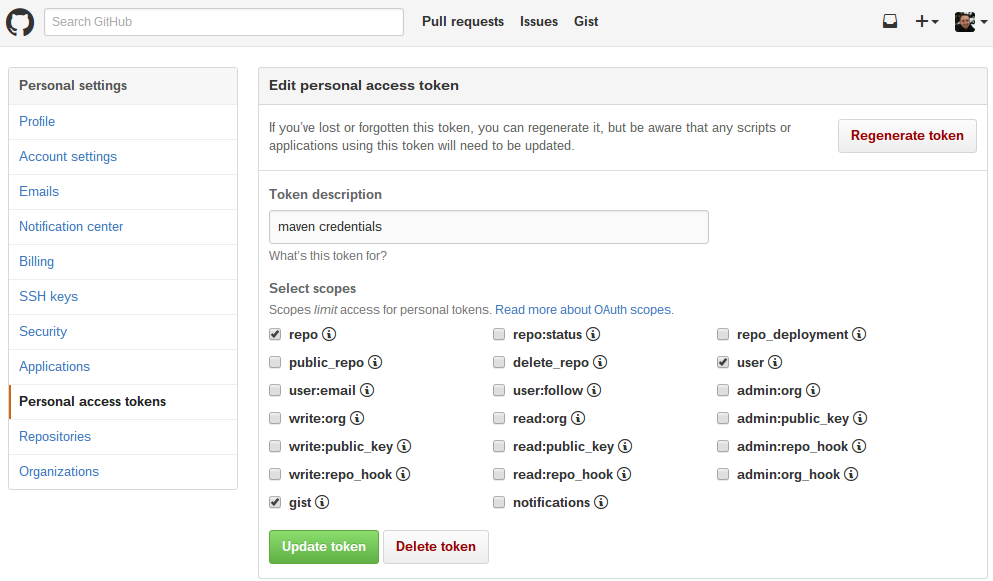 Search GitHub
Pull requests Issues Gist
Personal settings
Profile
Account settings
Emails
Notification center
Billing
SSH keys
Security
Applications
Personal access tokens
Repositories
Organizations
Edit personal access token
If you've lost or forgotten this token, you can regenerate it, but be aware that any scripts or
applications using this token will need to be updated.
Regenerate token
Token description
maven credentials
What's this token for?
Select scopes
Scopes limit access for personal tokens. Read more about OAuth scopes.
repo repo:status repo_deployment
public_repo delete_repo user
user:email user:follow admin:org
write:org read:org admin:public_key
write:public_key read:public_key admin:repo_hook
write:repo_hook read:repo_hook admin:org_hook
gist notifications
Update token Delete token